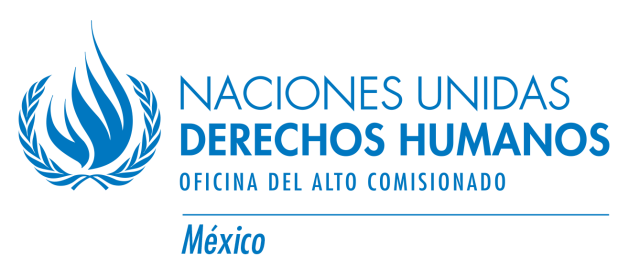 NACIONES UNIDAS
DERECHOS HUMANOS
OFICINA DEL ALTO COMISIONADO
México